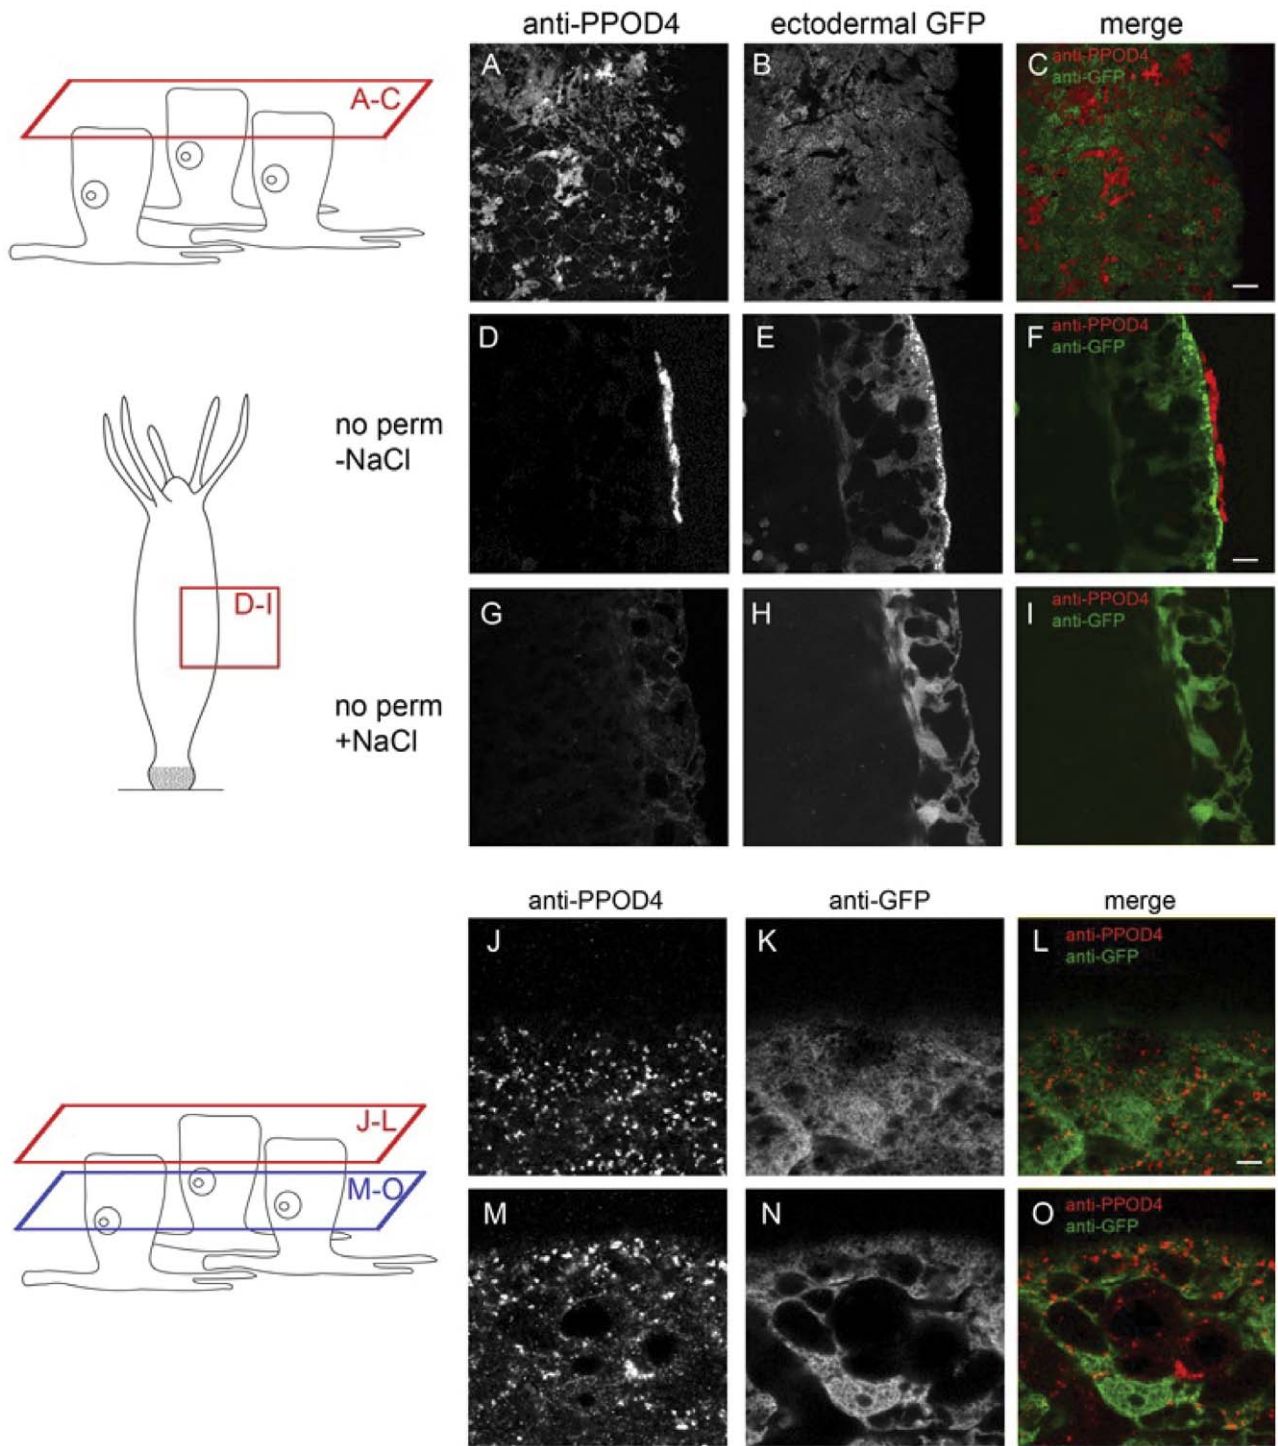 anti-PPOD4 ectodermal GFP merge
A-C
A
B
C
anti-PPOD4
anti-GFP
no perm
-NaCl
D
E
F
anti-PPOD4
anti-GFP
D-I
no perm
+NaCl
G
H
I
anti-PPOD4
anti-GFP
anti-PPOD4 anti-GFP merge
J
K
L
anti-PPOD4
anti-GFP
J-L
M-O
M
N
O
anti-PPOD4
anti-GFP